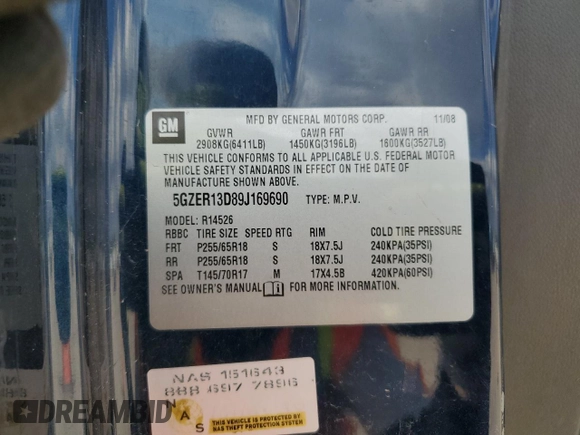 GM
MFD BY GENERAL MOTORS CORP. 11/08
GVWR GAWR FRT GAWR RR
2908KG(6411LB) 1450KG(3196LB) 1600KG(3527LB)
THIS VEHICLE CONFORMS TO ALL APPLICABLE U.S. FEDERAL MOTOR
VEHICLE SAFETY STANDARDS IN EFFECT ON THE DATE OF
MANUFACTURE SHOWN ABOVE.
5GZER13D89J169690 TYPE: M.P.V.
MODEL: R14526
RBBC TIRE SIZE SPEED RTG RIM COLD TIRE PRESSURE
FRT P255/65R18 S 18X7.5J 240KPA(35PSI)
RR P255/65R18 S 18X7.5J 240KPA(35PSI)
SPA T145/70R17 M 17X4.5B 420KPA(60PSI)
SEE OWNER'S MANUAL FOR MORE INFORMATION
NAS 151643
888 697 7896
N A S
THIS VEHICLE IS PROTECTED BY
DREAMBID